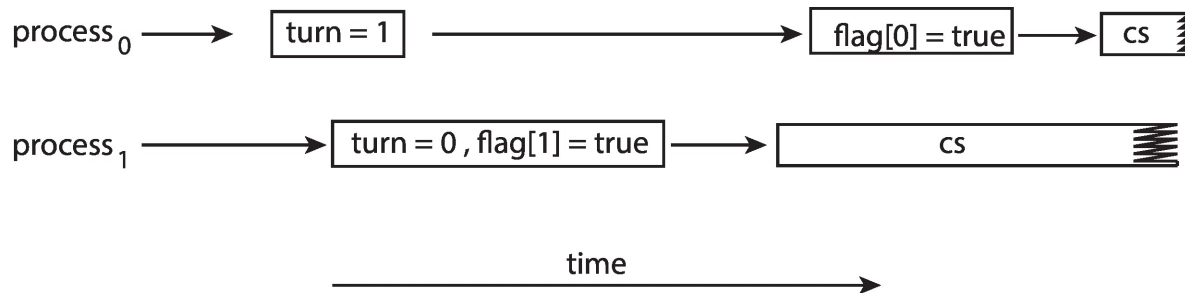 process₀ turn = 1 flag[0] = true cs
process₁ turn = 0 , flag[1] = true cs
time